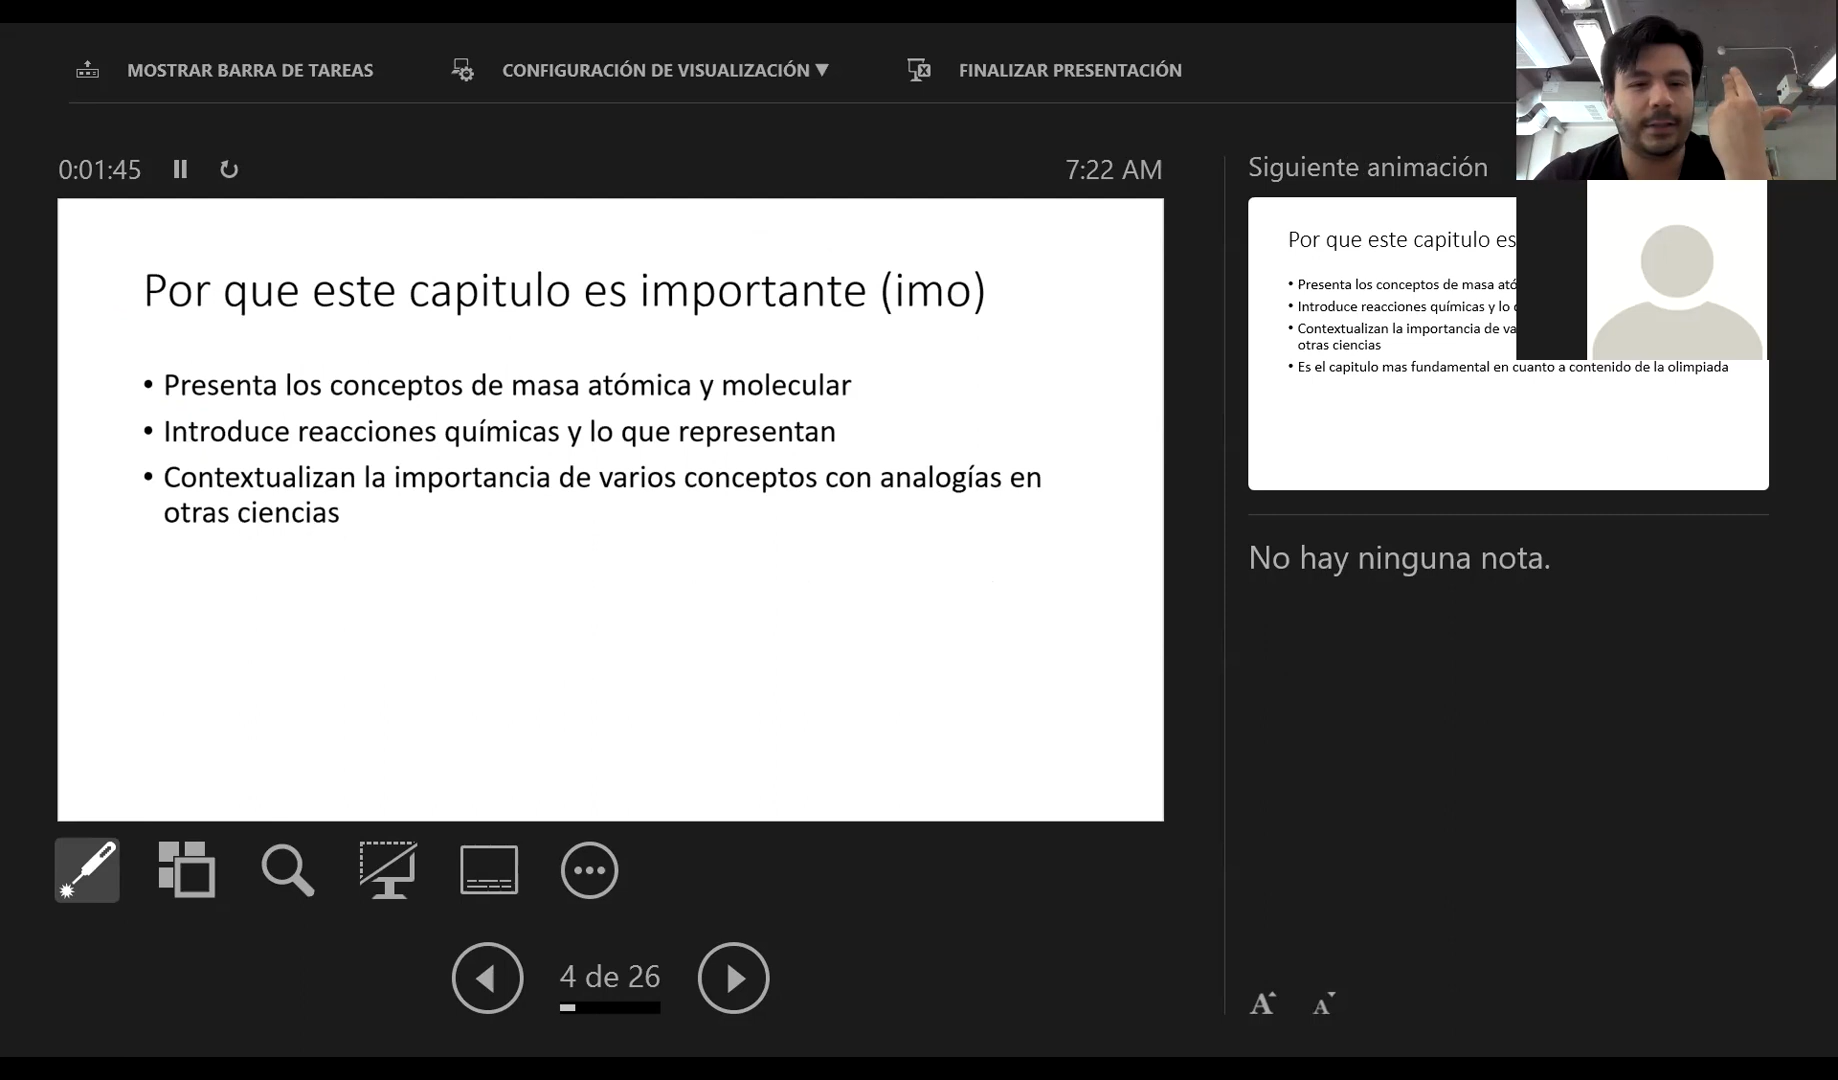 MOSTRAR BARRA DE TAREAS
CONFIGURACIÓN DE VISUALIZACIÓN ▼
FINALIZAR PRESENTACIÓN
0:01:45
7:22 AM
Por que este capitulo es importante (imo)
• Presenta los conceptos de masa atómica y molecular
• Introduce reacciones químicas y lo que representan
• Contextualizan la importancia de varios conceptos con analogías en
otras ciencias
4 de 26
Siguiente animación
Por que este capitulo es
• Presenta los conceptos de masa
• Introduce reacciones químicas y lo
• Contextualizan la importancia de
otras ciencias
• Es el capitulo mas fundamental en cuanto a contenido de la olimpiada
No hay ninguna nota.
A A